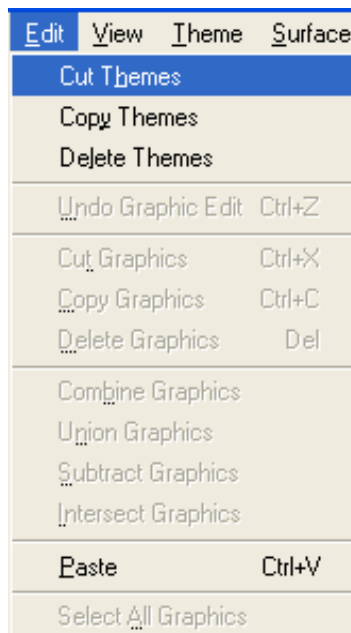 Edit View Theme Surface
Cut Themes
Copy Themes
Delete Themes
Undo Graphic Edit Ctrl+Z
Cut Graphics Ctrl+X
Copy Graphics Ctrl+C
Delete Graphics Del
Combine Graphics
Union Graphics
Subtract Graphics
Intersect Graphics
Paste Ctrl+V
Select All Graphics